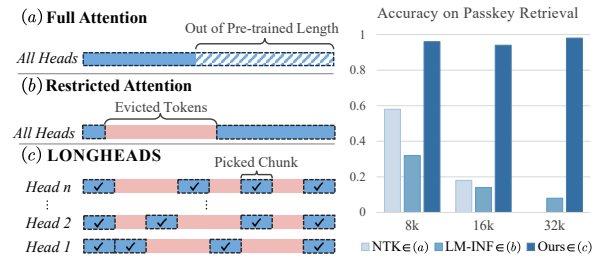 (a) Full Attention
Out of Pre-trained Length
All Heads
(b) Restricted Attention
Evicted Tokens
All Heads
(c) LONGHEADS
Picked Chunk
Head n
⋮ ⋮
Head 2
Head 1
Accuracy on Passkey Retrieval
1
0.8
0.6
0.4
0.2
0
8k 16k 32k
NTK∈(a) LM-INF∈(b) Ours∈(c)